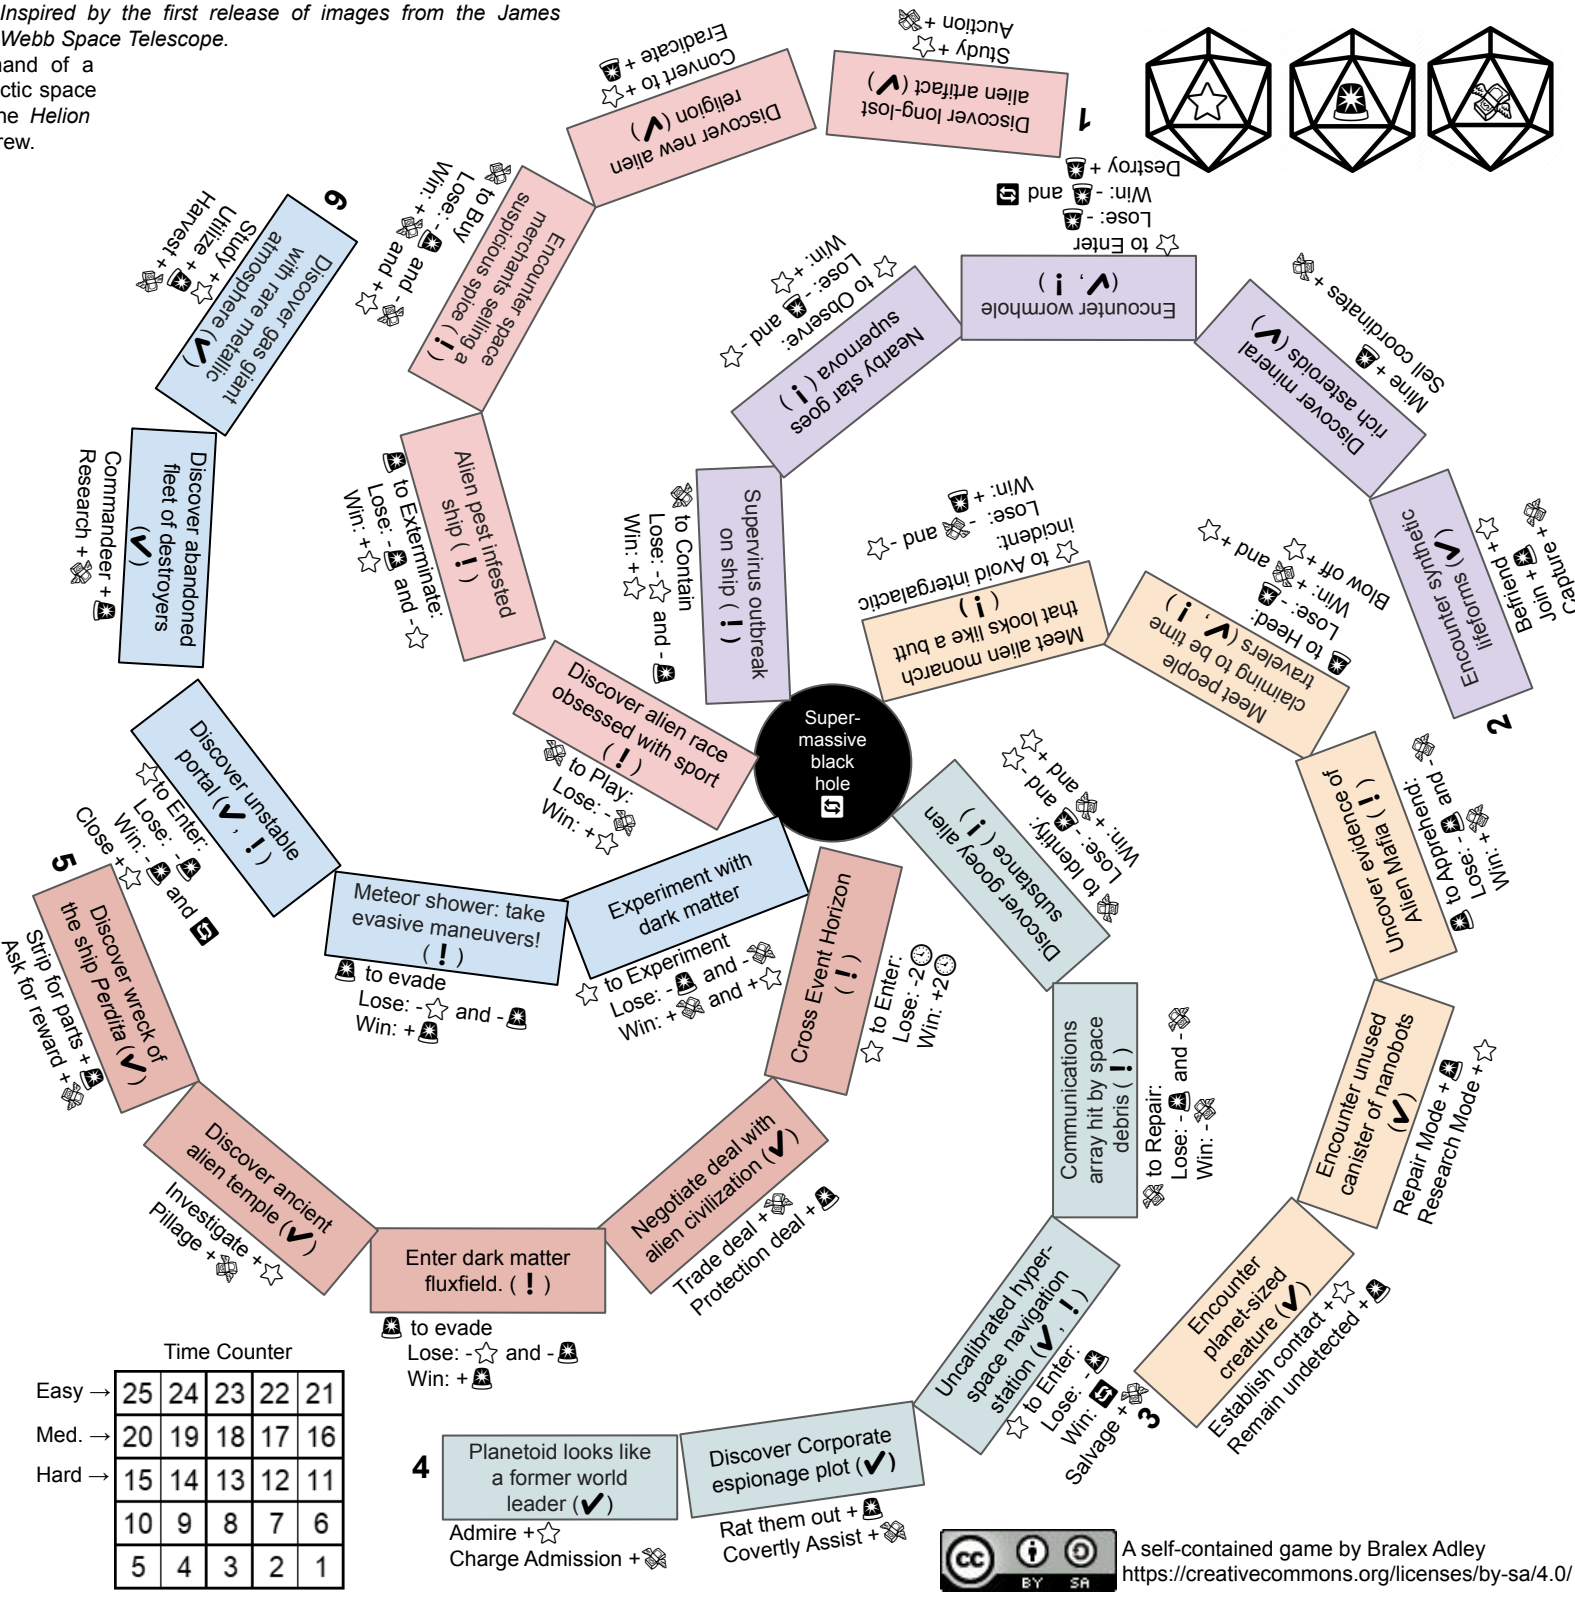 Inspired by the first release of images from the James
Webb Space Telescope.
and of a
ctic space
ne Helion
rew.
1
Discover long-lost
alien artifact (✔)
Study +☆
Auction +💸
Discover new alien
religion (✔)
Convert to +☆
Eradicate +🚨
Encounter space
merchants selling a
suspicious spice (!)
💸 to Buy
Lose: -🚨 and -💸
Win: +💸 and +☆
Alien pest infested
ship (!)
🚨 to Exterminate:
Lose: -🚨 and -☆
Win: +☆
Discover alien race
obsessed with sport
(!)
💸 to Play:
Lose: -💸
Win: +☆
2
Encounter synthetic
lifeforms (✔)
Befriend +☆
Join +🚨
Capture +💸
Discover mineral
rich asteroids (✔)
Mine +🚨
Sell coordinates +💸
Encounter wormhole
(✔, !)
☆ to Enter
Lose: -🚨
Win: -🚨 and 🔁
Destroy +🚨
Nearby star goes
supernova (!)
☆ to Observe:
Lose: -🚨 and -☆
Win: +☆
Supervirus outbreak
on ship (!)
💸 to Contain
Lose: -☆ and -🚨
Win: +☆
3
Encounter
planet-sized
creature (✔)
Establish contact +☆
Remain undetected +🚨
Encounter unused
canister of nanobots
(✔)
Repair Mode +🚨
Research Mode +☆
Uncover evidence of
Alien Mafia (!)
🚨 to Apprehend:
Lose: -🚨 and -💸
Win: +💸
Meet people
claiming to be time
travelers (✔, !)
🚨 to Heed:
Lose: -🚨
Win: +💸 and +☆
Blow off +☆
Meet alien monarch
that looks like a butt
(!)
☆ to Avoid intergalactic
incident:
Lose: -💸 and -☆
Win: +🚨
4
Planetoid looks like
a former world
leader (✔)
Admire +☆
Charge Admission +💸
Discover Corporate
espionage plot (✔)
Rat them out +🚨
Covertly Assist +💸
Uncalibrated hyper-
space navigation
station (✔, !)
☆ to Enter:
Lose: -🚨
Win: 🔁
Salvage +💸
Communications
array hit by space
debris (!)
💸 to Repair:
Lose: -🚨 and -💸
Win: -💸
Discover gooey alien
substance (!)
💸 to Identify:
Lose: -🚨 and -☆
Win: +💸 and +☆
5
Discover wreck of
the ship Perdita (✔)
Strip for parts +🚨
Ask for reward +💸
Discover ancient
alien temple (✔)
Investigate +☆
Pillage +💸
Enter dark matter
fluxfield. (!)
🚨 to evade
Lose: -☆ and -🚨
Win: +🚨
Negotiate deal with
alien civilization (✔)
Trade deal +💸
Protection deal +🚨
Cross Event Horizon
(!)
☆ to Enter:
Lose: -2🕓
Win: +2🕓
6
Discover gas giant
with rare metallic
atmosphere (✔)
Study +☆
Utilize +🚨
Harvest +💸
Discover abandoned
fleet of destroyers
(✔)
Commander +🚨
Research +💸
Discover unstable
portal (✔, !)
☆ to Enter:
Lose: -🚨
Win: -🚨 and 🔁
Close +☆
Meteor shower: take
evasive maneuvers!
(!)
🚨 to evade
Lose: -☆ and -🚨
Win: +🚨
Experiment with
dark matter
☆ to Experiment
Lose: -🚨 and -💸
Win: +💸 and +☆
Super-
massive
black
hole
🔁
Time Counter
Easy → 25 24 23 22 21
Med. → 20 19 18 17 16
Hard → 15 14 13 12 11
10 9 8 7 6
5 4 3 2 1
cc BY SA
A self-contained game by Bralex Adley
https://creativecommons.org/licenses/by-sa/4.0/